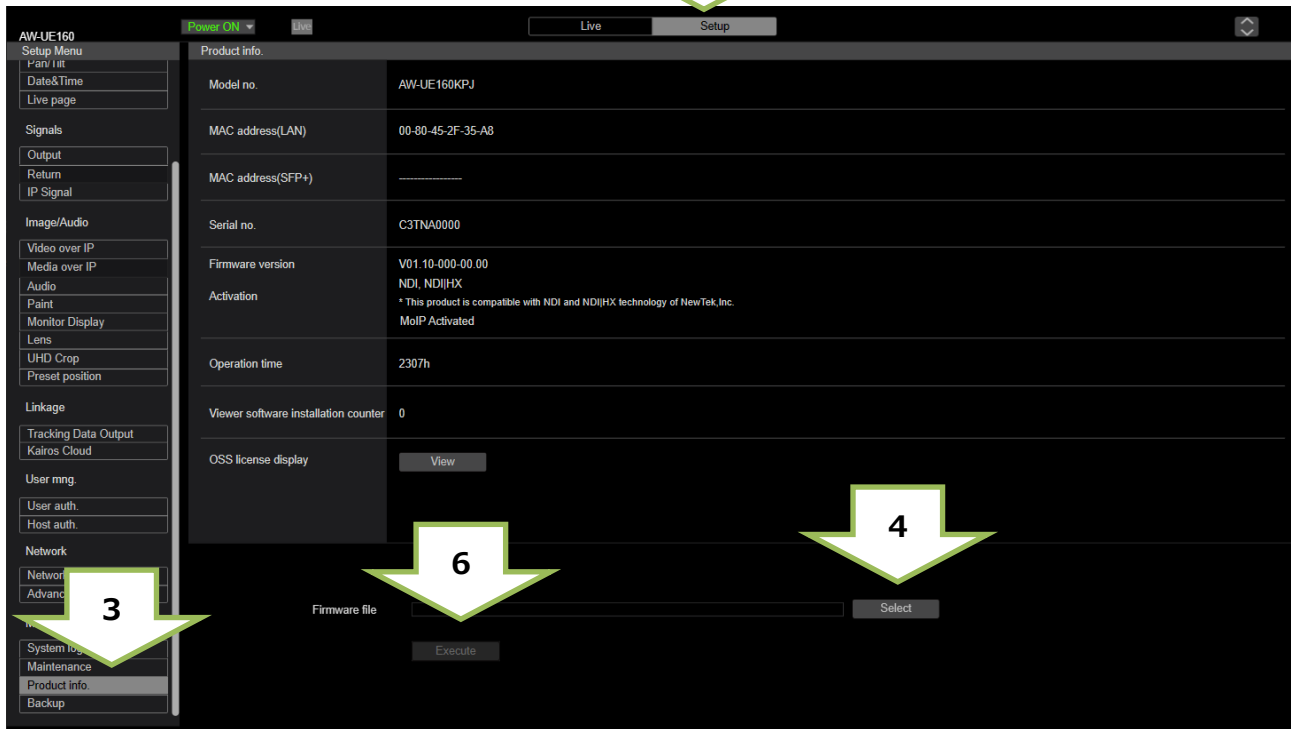 AW-UE160
Power ON
Live
Live
Setup
Setup Menu
Product info.
Pan/Tilt
Date&Time
Live page
Signals
Output
Return
IP Signal
Image/Audio
Video over IP
Media over IP
Audio
Paint
Monitor Display
Lens
UHD Crop
Preset position
Linkage
Tracking Data Output
Kairos Cloud
User mng.
User auth.
Host auth.
Network
Advanc
3
System log
Maintenance
Product info.
Backup
Model no. AW-UE160KPJ
MAC address(LAN) 00-80-45-2F-35-A8
MAC address(SFP+) -----------------
Serial no. C3TNA0000
Firmware version V01.10-000-00.00
Activation NDI, NDI|HX
* This product is compatible with NDI and NDI|HX technology of NewTek,Inc.
MoIP Activated
Operation time 2307h
Viewer software installation counter 0
OSS license display View
4
6
Firmware file Select
Execute